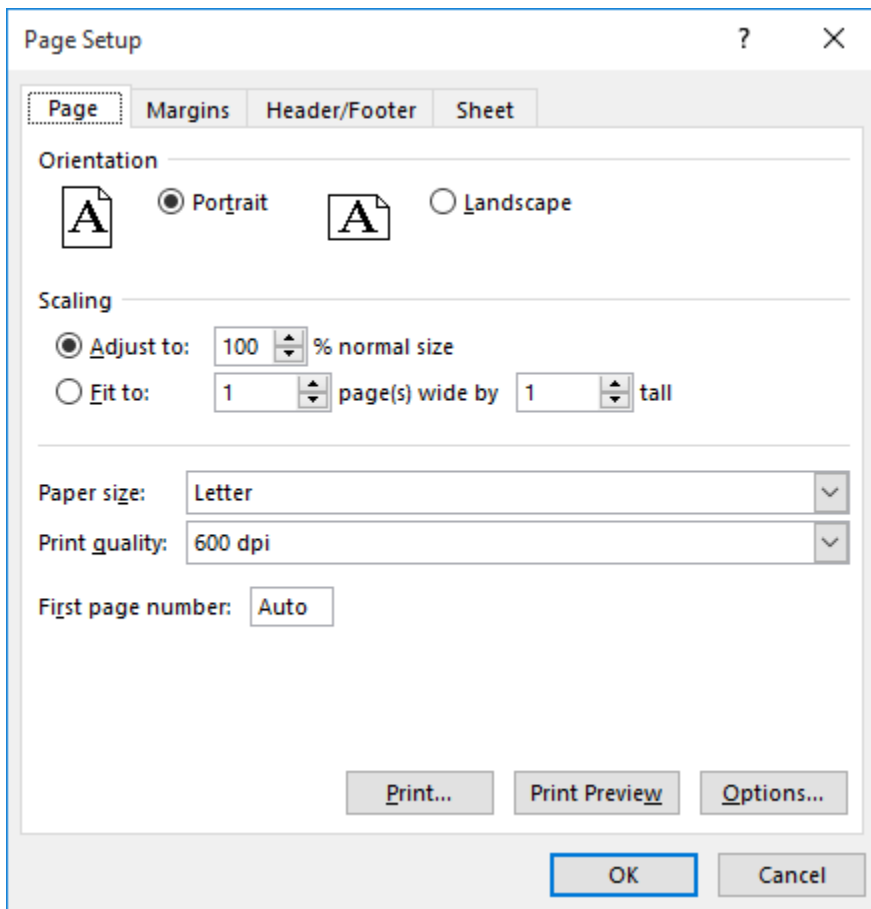 Page Setup ?
Page Margins Header/Footer Sheet
Orientation
A Portrait A Landscape
Scaling
Adjust to: 100 % normal size
Fit to: 1 page(s) wide by 1 tall
Paper size: Letter
Print quality: 600 dpi
First page number: Auto
Print... Print Preview Options...
OK Cancel